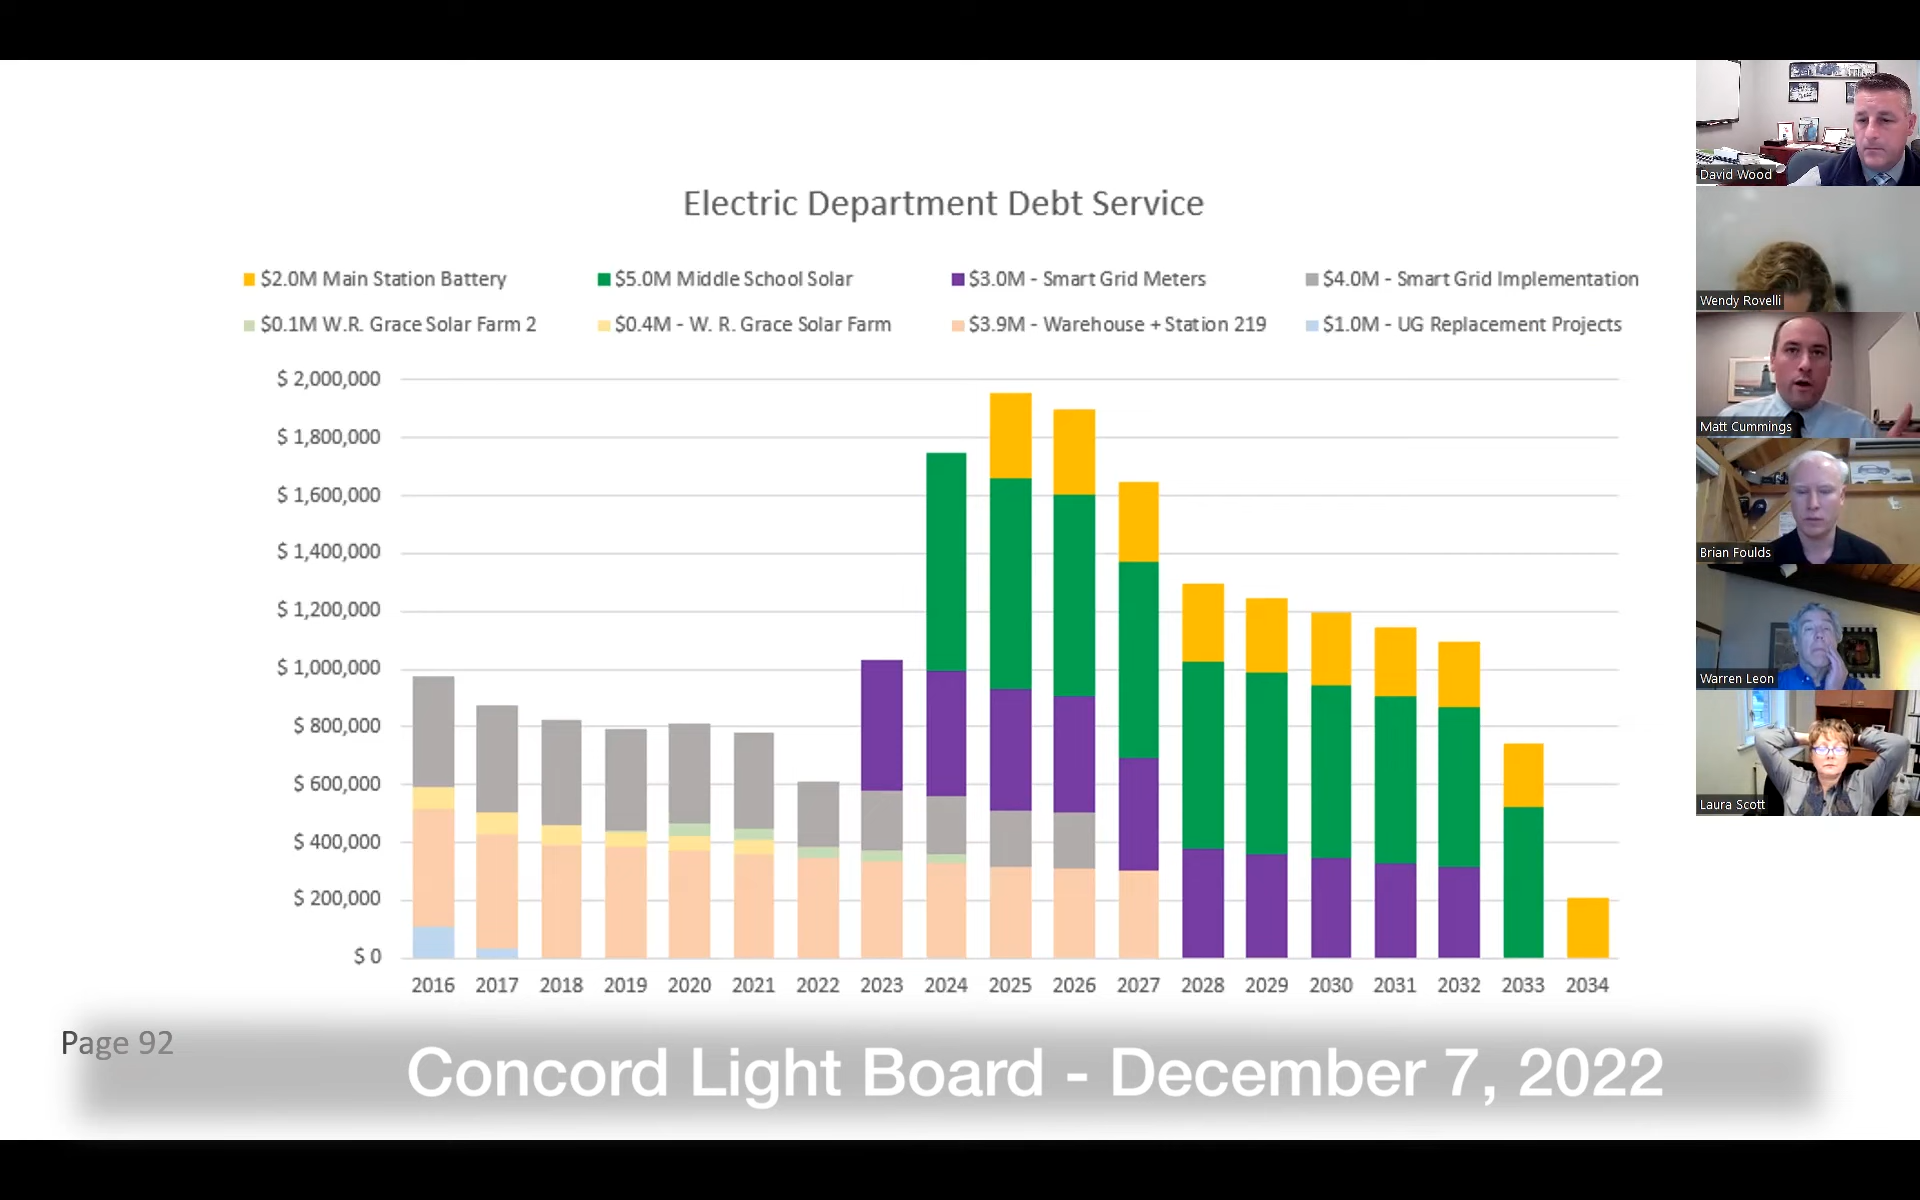 Electric Department Debt Service
$2.0M Main Station Battery
$5.0M Middle School Solar
$3.0M - Smart Grid Meters
$4.0M - Smart Grid Implementation
$0.1M W.R. Grace Solar Farm 2
$0.4M - W. R. Grace Solar Farm
$3.9M - Warehouse + Station 219
$1.0M - UG Replacement Projects
$ 2,000,000
$ 1,800,000
$ 1,600,000
$ 1,400,000
$ 1,200,000
$ 1,000,000
$ 800,000
$ 600,000
$ 400,000
$ 200,000
$ 0
2016 2017 2018 2019 2020 2021 2022 2023 2024 2025 2026 2027 2028 2029 2030 2031 2032 2033 2034
Page 92
Concord Light Board - December 7, 2022
David Wood
Wendy Rovelli
Matt Cummings
Brian Foulds
Warren Leon
Laura Scott